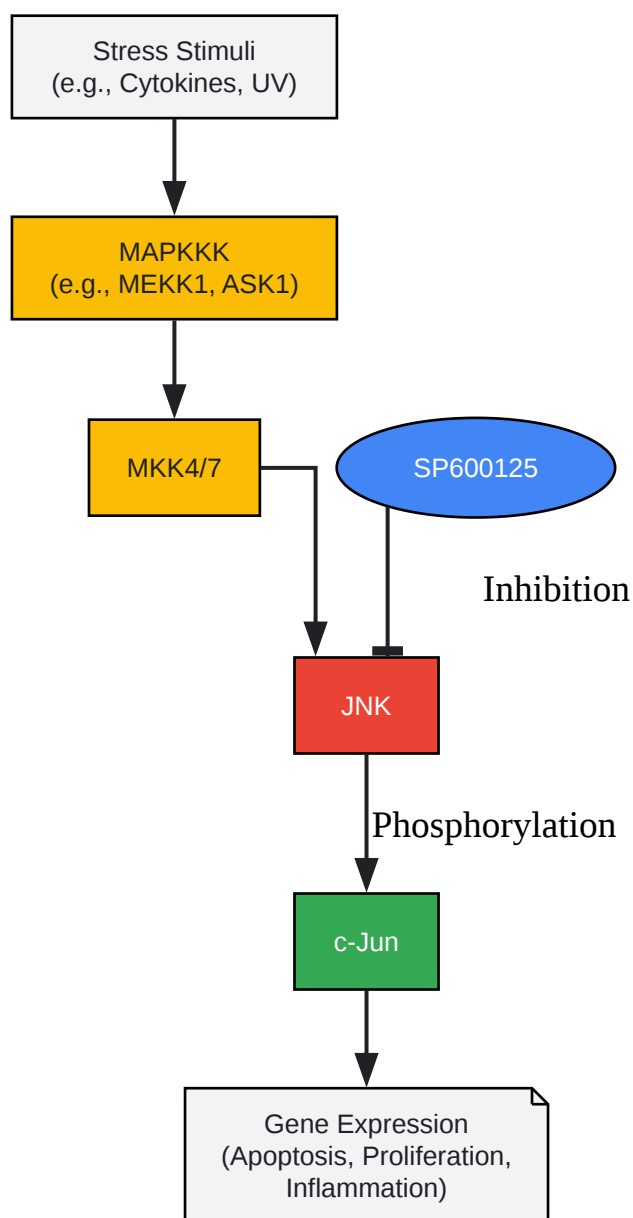 Stress Stimuli
(e.g., Cytokines, UV)
MAPKKK
(e.g., MEKK1, ASK1)
MKK4/7
SP600125
Inhibition
JNK
Phosphorylation
c-Jun
Gene Expression
(Apoptosis, Proliferation,
Inflammation)